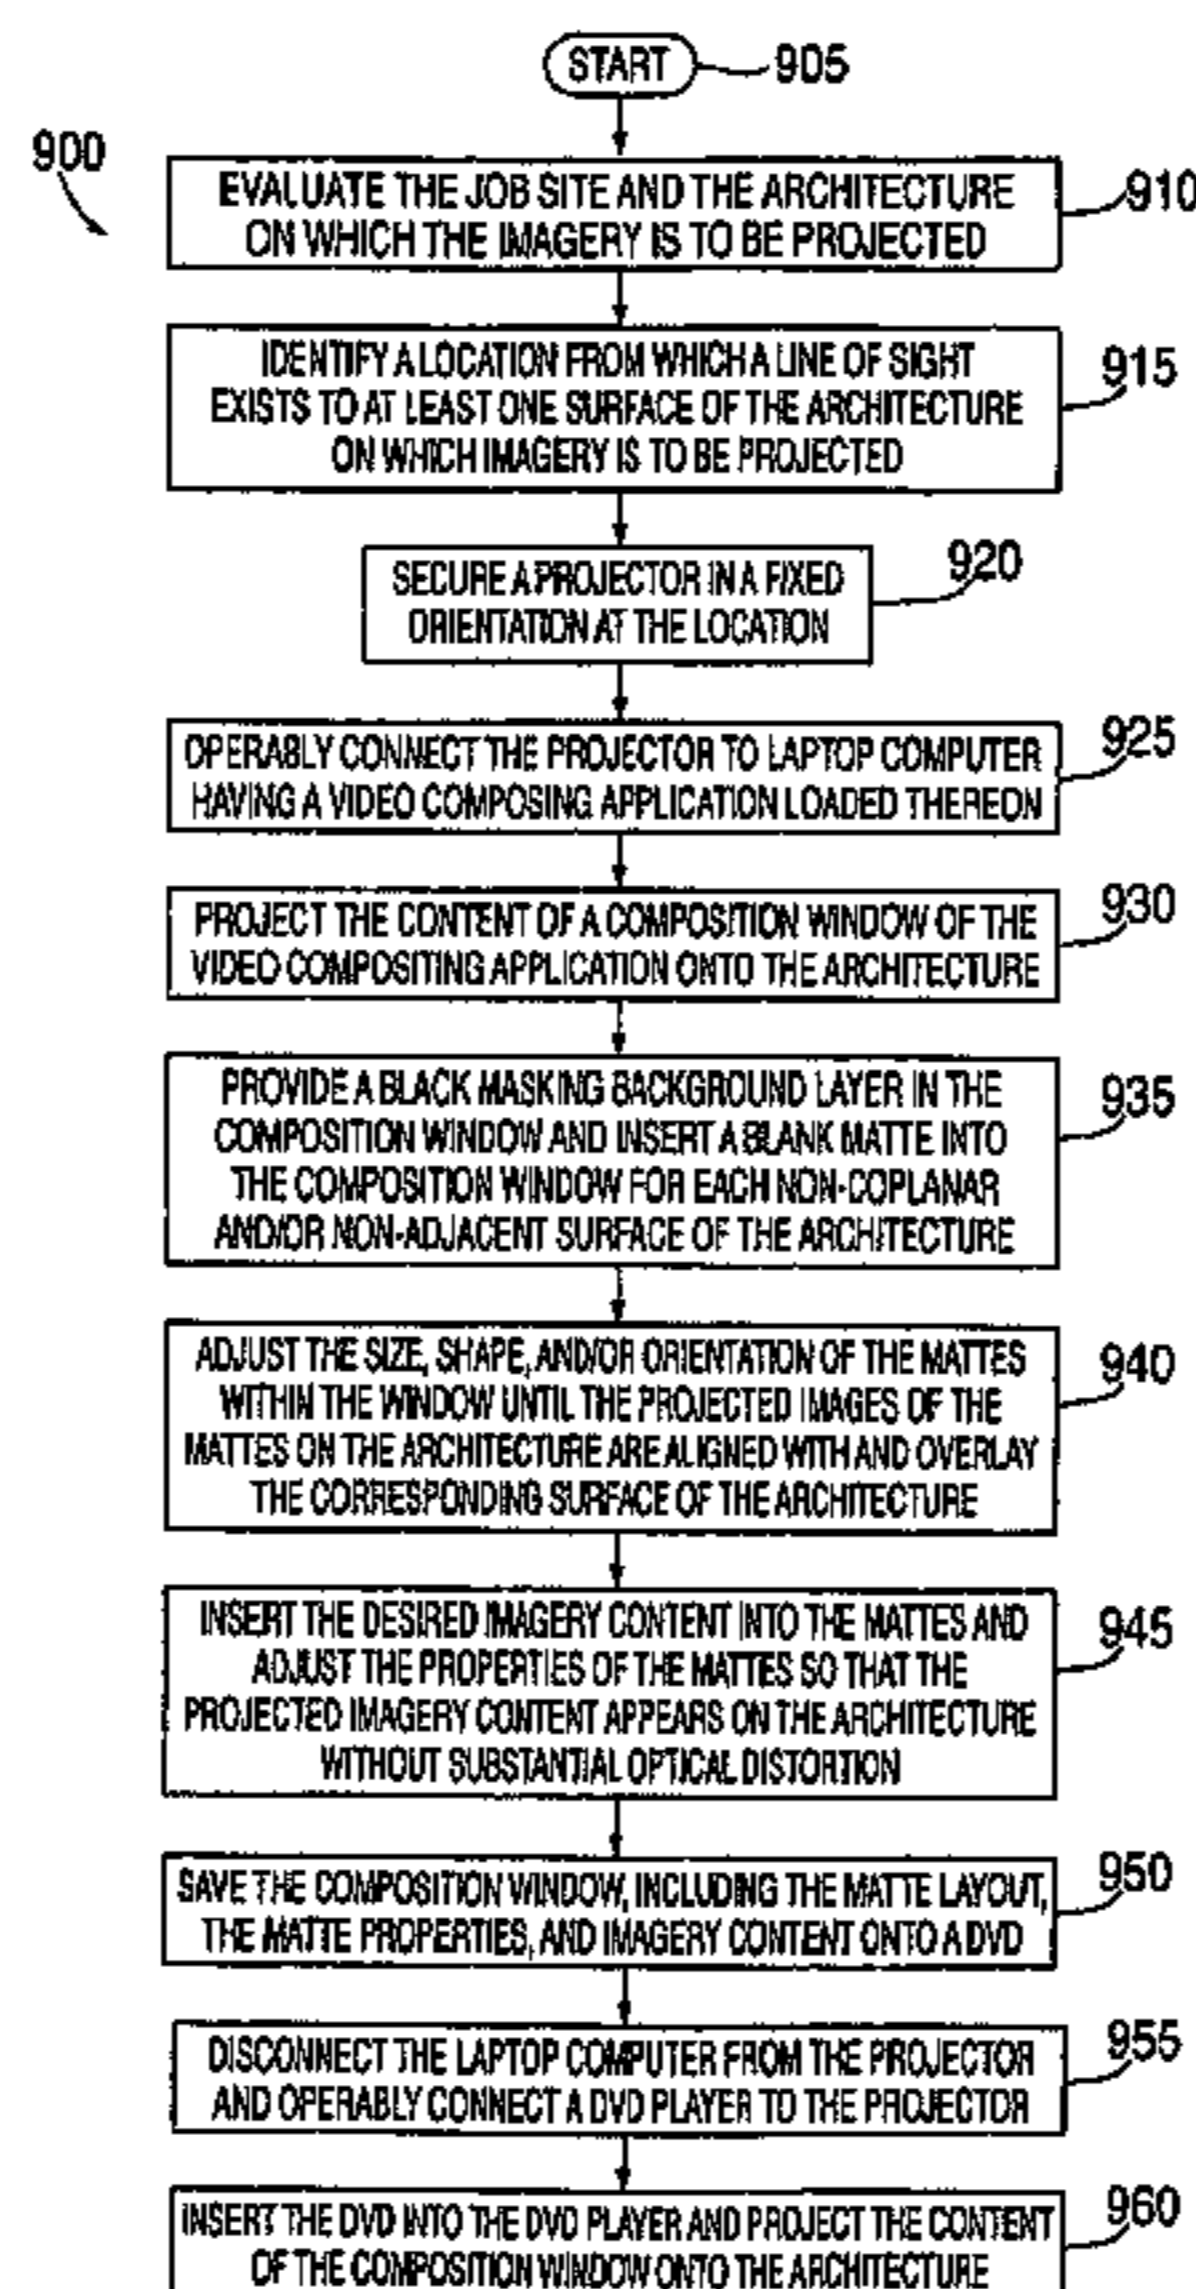 START
905
900
EVALUATE THE JOB SITE AND THE ARCHITECTURE
ON WHICH THE IMAGERY IS TO BE PROJECTED
910
IDENTIFY A LOCATION FROM WHICH A LINE OF SIGHT
EXISTS TO AT LEAST ONE SURFACE OF THE ARCHITECTURE
ON WHICH IMAGERY IS TO BE PROJECTED
915
SECURE A PROJECTOR IN A FIXED
ORIENTATION AT THE LOCATION
920
OPERABLY CONNECT THE PROJECTOR TO LAPTOP COMPUTER
HAVING A VIDEO COMPOSING APPLICATION LOADED THEREON
925
PROJECT THE CONTENT OF A COMPOSITION WINDOW OF THE
VIDEO COMPOSITING APPLICATION ONTO THE ARCHITECTURE
930
PROVIDE A BLACK MASKING BACKGROUND LAYER IN THE
COMPOSITION WINDOW AND INSERT A BLANK MATTE INTO
THE COMPOSITION WINDOW FOR EACH NON-COPLANAR
AND/OR NON-ADJACENT SURFACE OF THE ARCHITECTURE
935
ADJUST THE SIZE, SHAPE, AND/OR ORIENTATION OF THE MATTES
WITHIN THE WINDOW UNTIL THE PROJECTED IMAGES OF THE
MATTES ON THE ARCHITECTURE ARE ALIGNED WITH AND OVERLAY
THE CORRESPONDING SURFACE OF THE ARCHITECTURE
940
INSERT THE DESIRED IMAGERY CONTENT INTO THE MATTES AND
ADJUST THE PROPERTIES OF THE MATTES SO THAT THE
PROJECTED IMAGERY CONTENT APPEARS ON THE ARCHITECTURE
WITHOUT SUBSTANTIAL OPTICAL DISTORTION
945
SAVE THE COMPOSITION WINDOW, INCLUDING THE MATTE LAYOUT,
THE MATTE PROPERTIES, AND IMAGERY CONTENT ONTO A DVD
950
DISCONNECT THE LAPTOP COMPUTER FROM THE PROJECTOR
AND OPERABLY CONNECT A DVD PLAYER TO THE PROJECTOR
955
INSERT THE DVD INTO THE DVD PLAYER AND PROJECT THE CONTENT
OF THE COMPOSITION WINDOW ONTO THE ARCHITECTURE
960